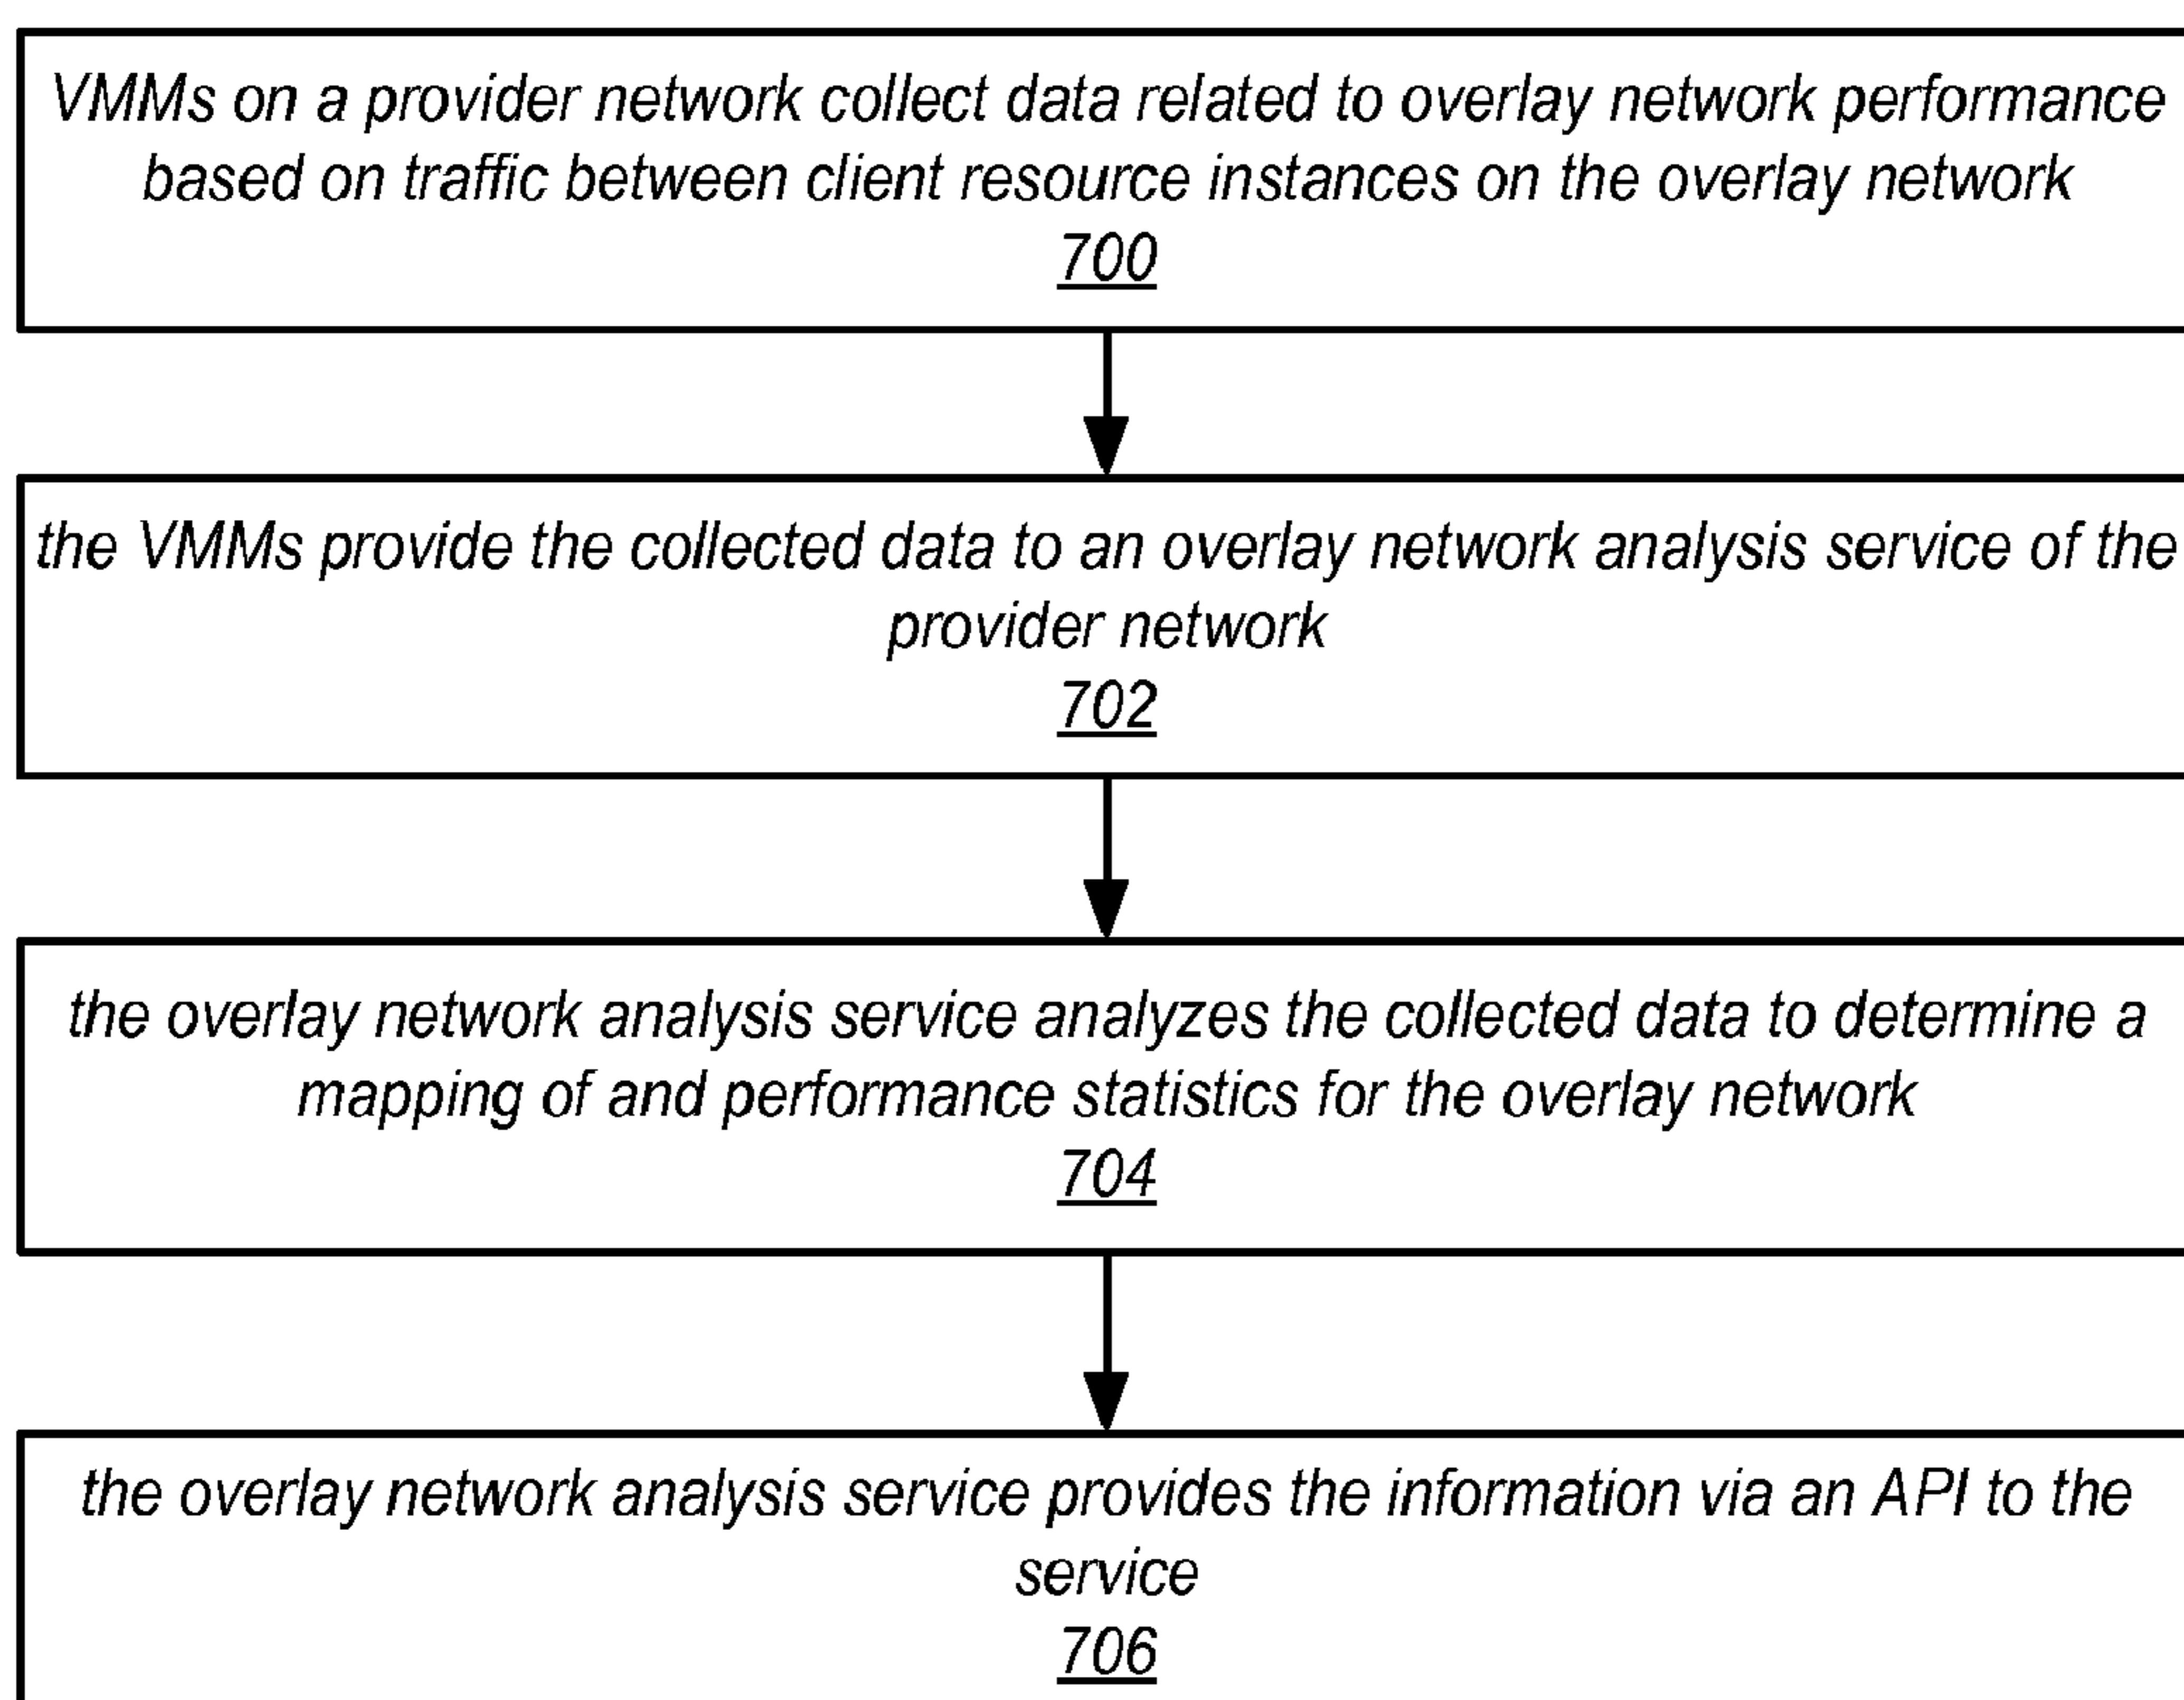 VMMs on a provider network collect data related to overlay network performance
based on traffic between client resource instances on the overlay network
700
the VMMs provide the collected data to an overlay network analysis service of the
provider network
702
the overlay network analysis service analyzes the collected data to determine a
mapping of and performance statistics for the overlay network
704
the overlay network analysis service provides the information via an API to the
service
706